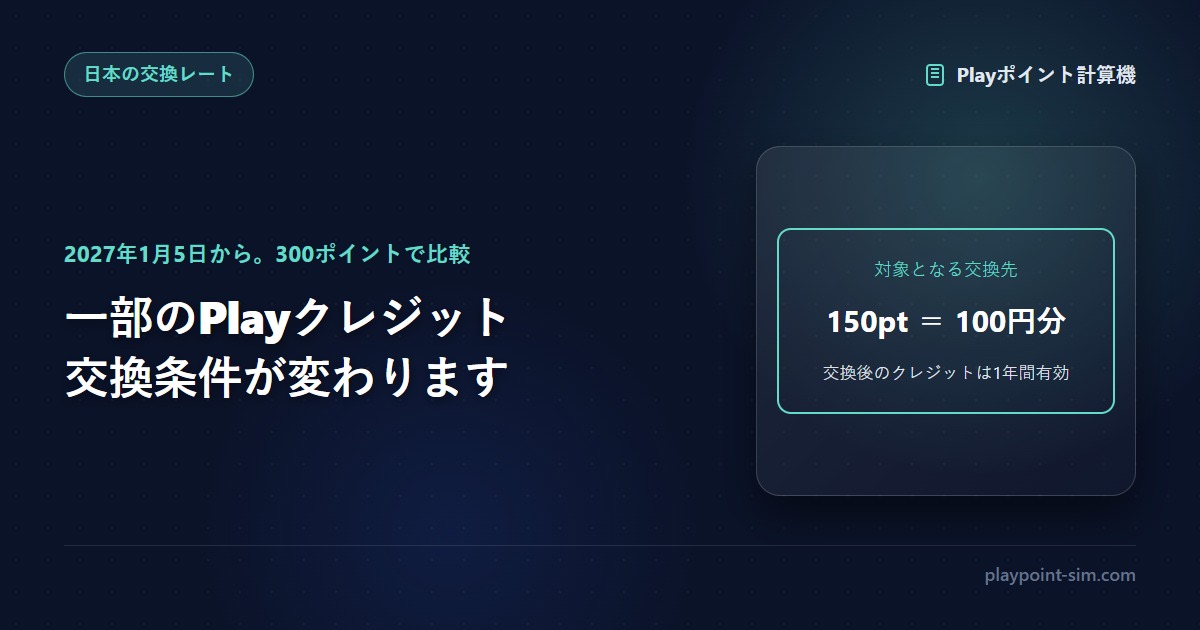 日本の交換レート
Playポイント計算機
2027年1月5日から。300ポイントで比較
一部のPlayクレジット
交換条件が変わります
対象となる交換先
150pt ＝ 100円分
交換後のクレジットは1年間有効
playpoint-sim.com